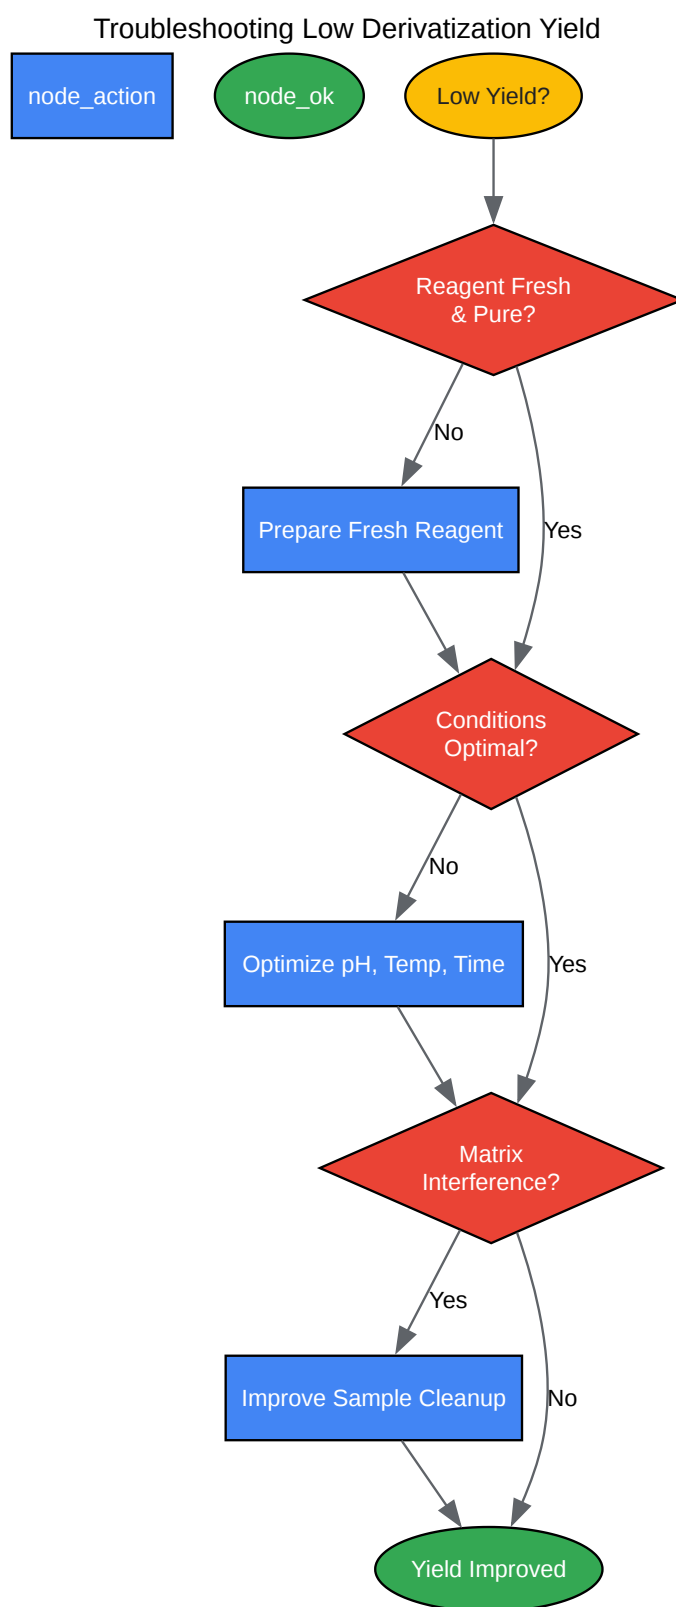 Troubleshooting Low Derivatization Yield
node_action
node_ok
Low Yield?
Reagent Fresh
& Pure?
No
Prepare Fresh Reagent
Yes
Conditions
Optimal?
No
Optimize pH, Temp, Time
Yes
Matrix
Interference?
Yes
Improve Sample Cleanup
No
Yield Improved